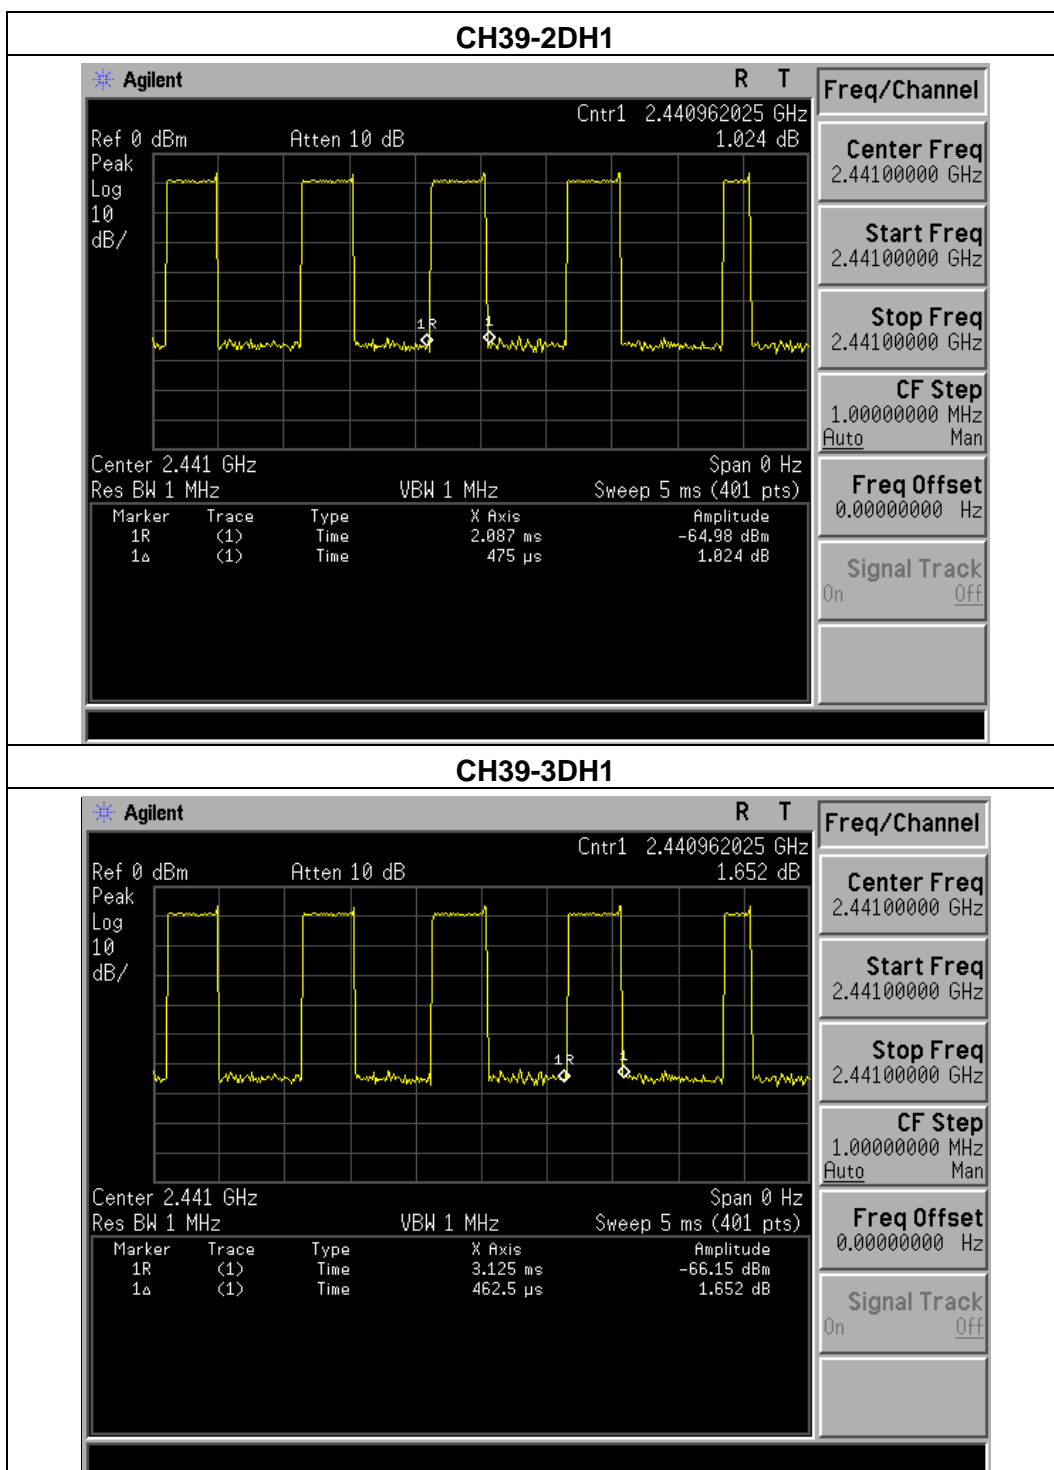 CH39-2DH1
Agilent R T
Freq/Channel
Cntr1 2.440962025 GHz
Ref 0 dBm Atten 10 dB 1.024 dB
Peak
Log
10
dB/
1R 1
Center 2.441 GHz Span 0 Hz
Res BW 1 MHz VBW 1 MHz Sweep 5 ms (401 pts)
Marker Trace Type X Axis Amplitude
1R (1) Time 2.087 ms -64.98 dBm
1Δ (1) Time 475 µs 1.024 dB
Center Freq
2.44100000 GHz
Start Freq
2.44100000 GHz
Stop Freq
2.44100000 GHz
CF Step
1.00000000 MHz
Auto Man
Freq Offset
0.00000000 Hz
Signal Track
On Off
CH39-3DH1
Agilent R T
Freq/Channel
Cntr1 2.440962025 GHz
Ref 0 dBm Atten 10 dB 1.652 dB
Peak
Log
10
dB/
1R 1
Center 2.441 GHz Span 0 Hz
Res BW 1 MHz VBW 1 MHz Sweep 5 ms (401 pts)
Marker Trace Type X Axis Amplitude
1R (1) Time 3.125 ms -66.15 dBm
1Δ (1) Time 462.5 µs 1.652 dB
Center Freq
2.44100000 GHz
Start Freq
2.44100000 GHz
Stop Freq
2.44100000 GHz
CF Step
1.00000000 MHz
Auto Man
Freq Offset
0.00000000 Hz
Signal Track
On Off